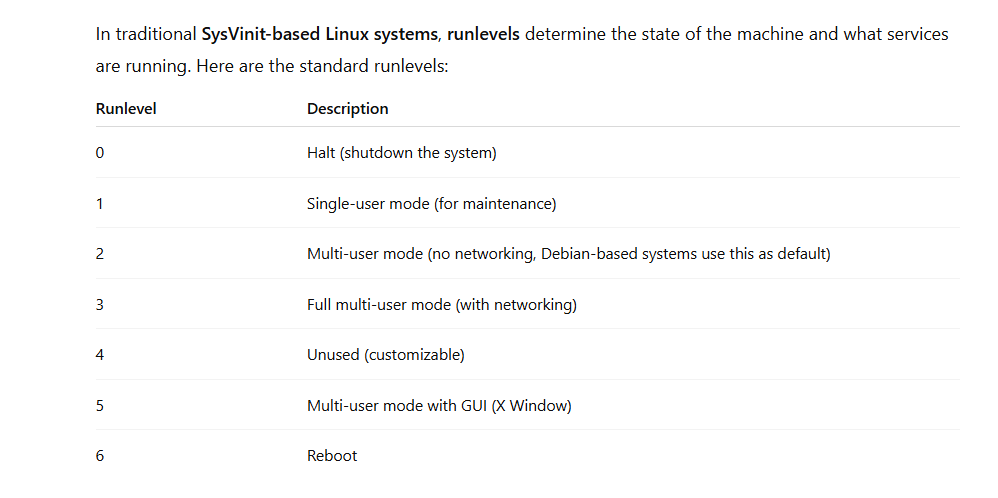 In traditional SysVinit-based Linux systems, runlevels determine the state of the machine and what services
are running. Here are the standard runlevels:
Runlevel Description
0 Halt (shutdown the system)
1 Single-user mode (for maintenance)
2 Multi-user mode (no networking, Debian-based systems use this as default)
3 Full multi-user mode (with networking)
4 Unused (customizable)
5 Multi-user mode with GUI (X Window)
6 Reboot